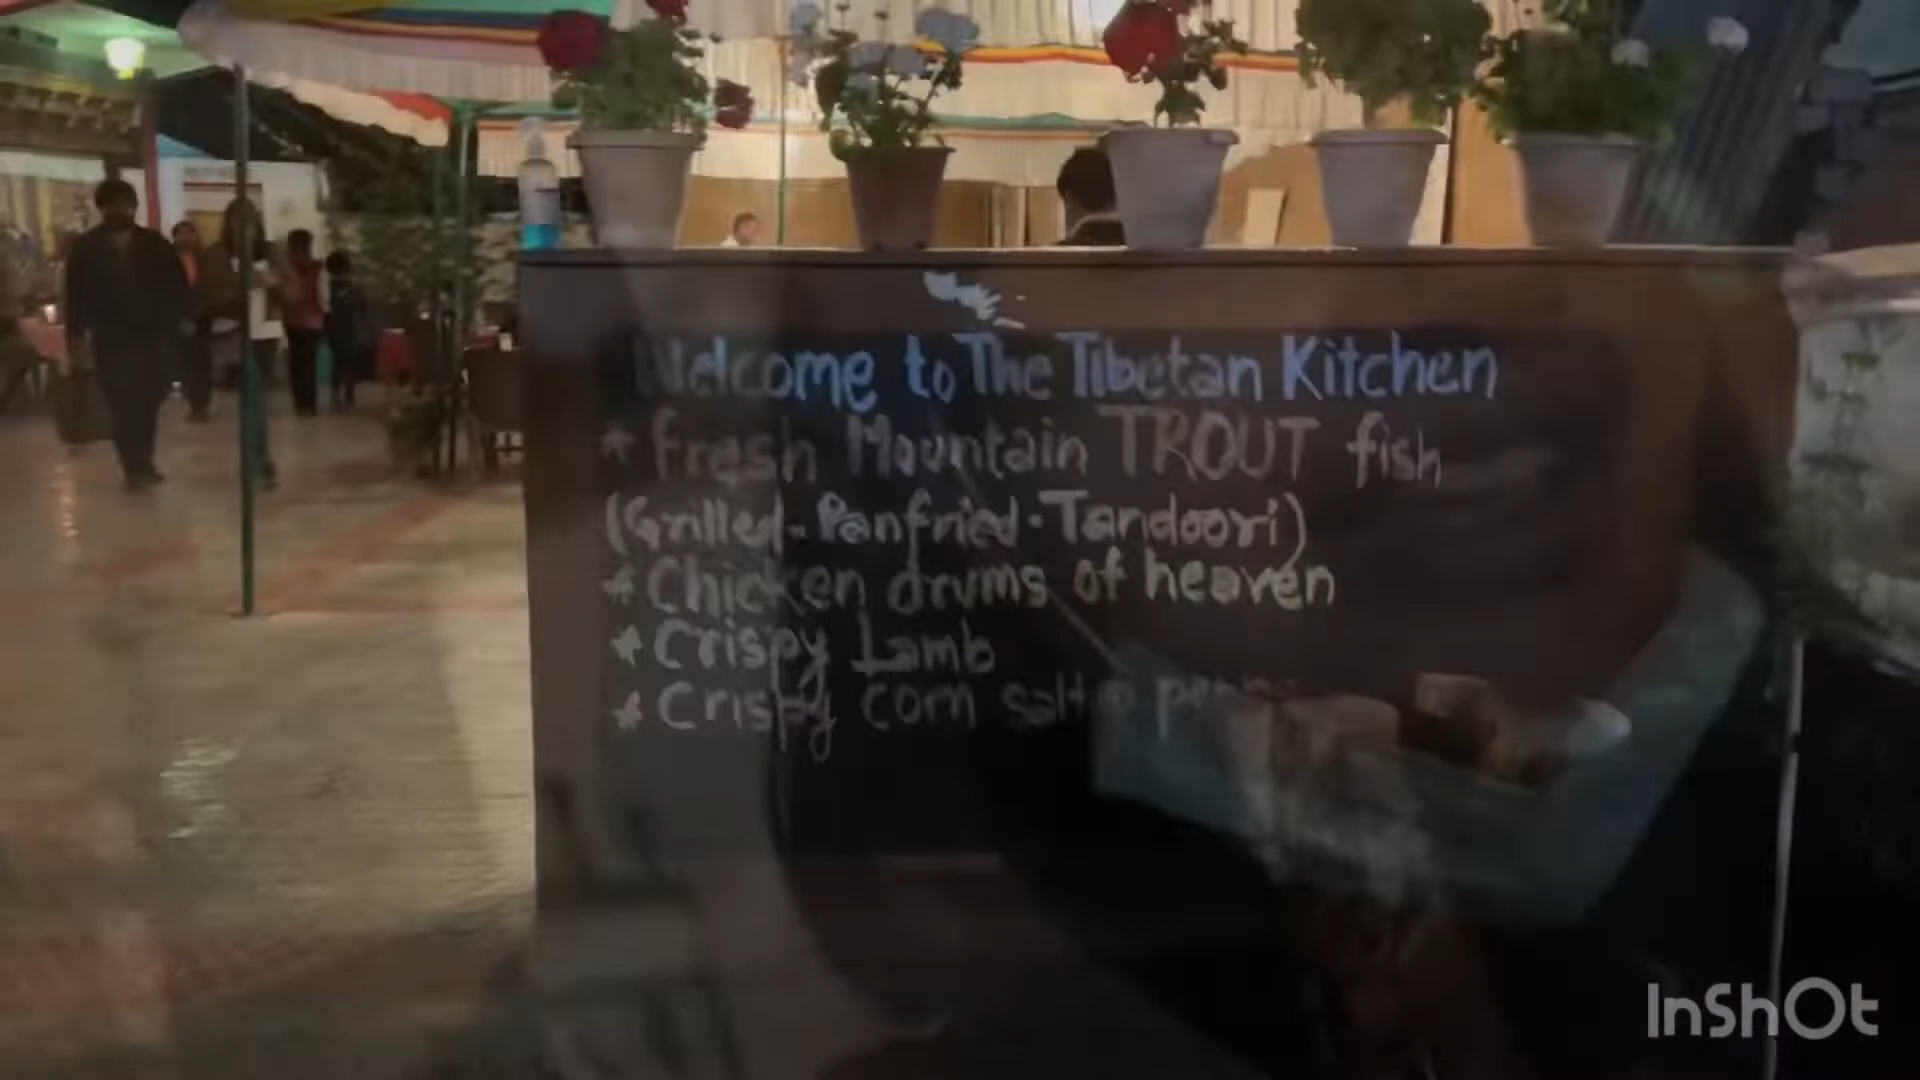 Welcome to The Tibetan Kitchen
* Fresh Mountain TROUT fish
(Grilled-Panfried-Tandoori)
* Chicken drums of heaven
* Crispy Lamb
* Crispy corn salt
InShOt